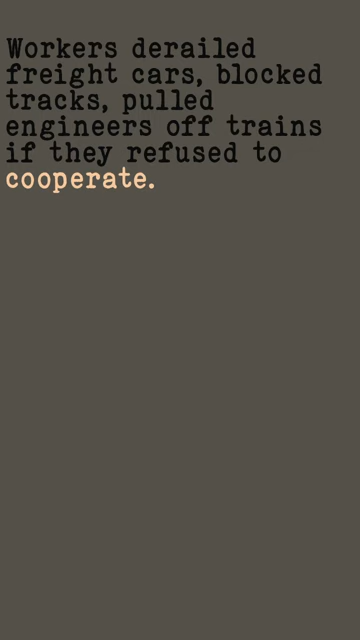 Workers derailed
freight cars, blocked
tracks, pulled
engineers off trains
if they refused to
cooperate.